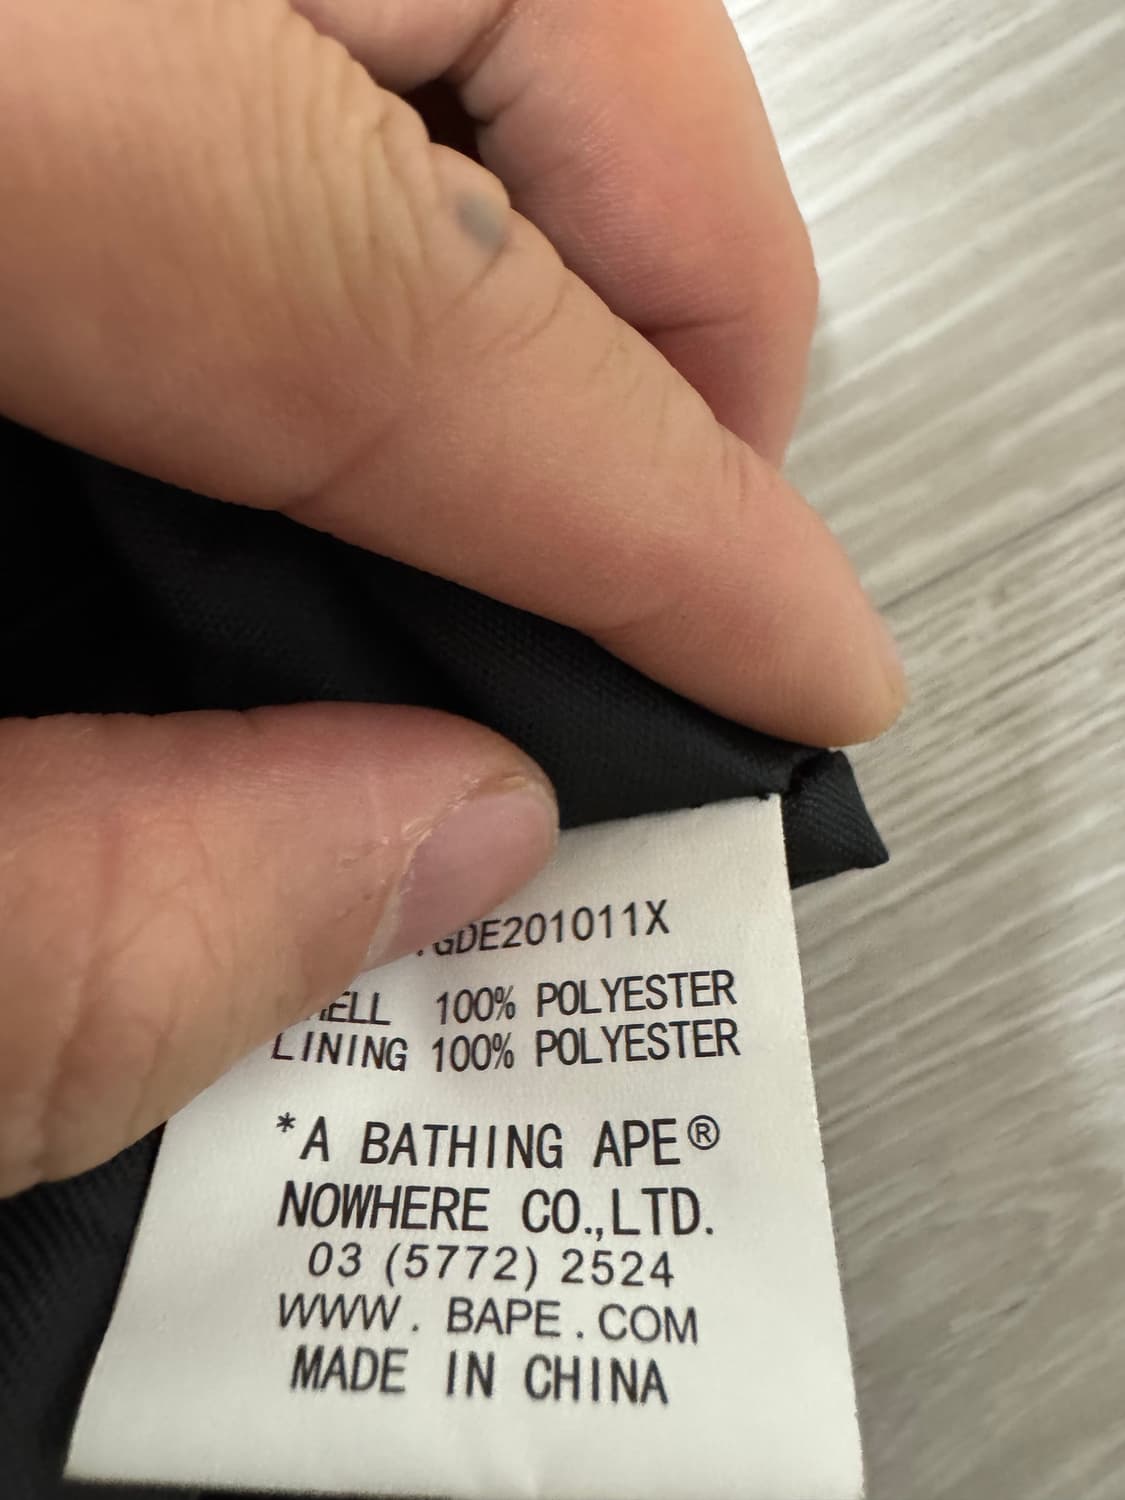 GDE201011X
100% POLYESTER
LINING 100% POLYESTER
*A BATHING APE®
NOWHERE CO.,LTD.
03 (5772) 2524
WWW. BAPE.COM
MADE IN CHINA